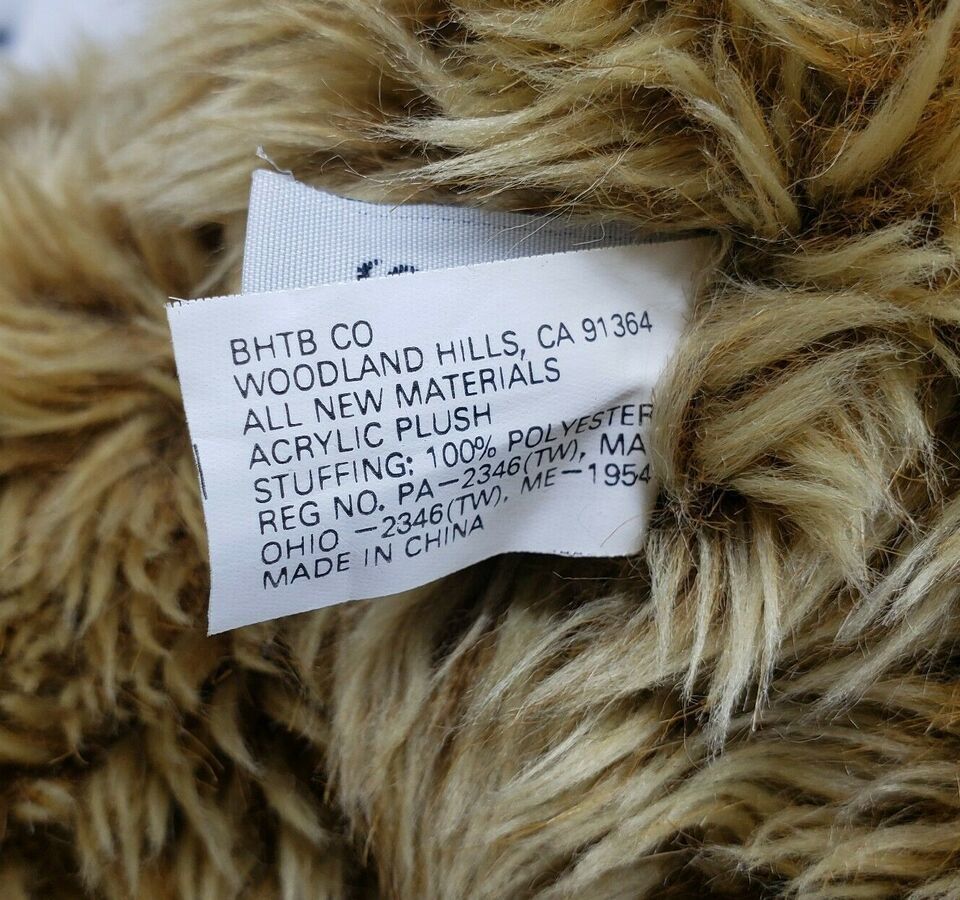 BHTB CO
WOODLAND HILLS, CA 91364
ALL NEW MATERIALS
ACRYLIC PLUSH
STUFFING: 100% POLYESTER
REG NO. PA-2346(TW), MA
OHIO -2346(TW), ME-1954
MADE IN CHINA